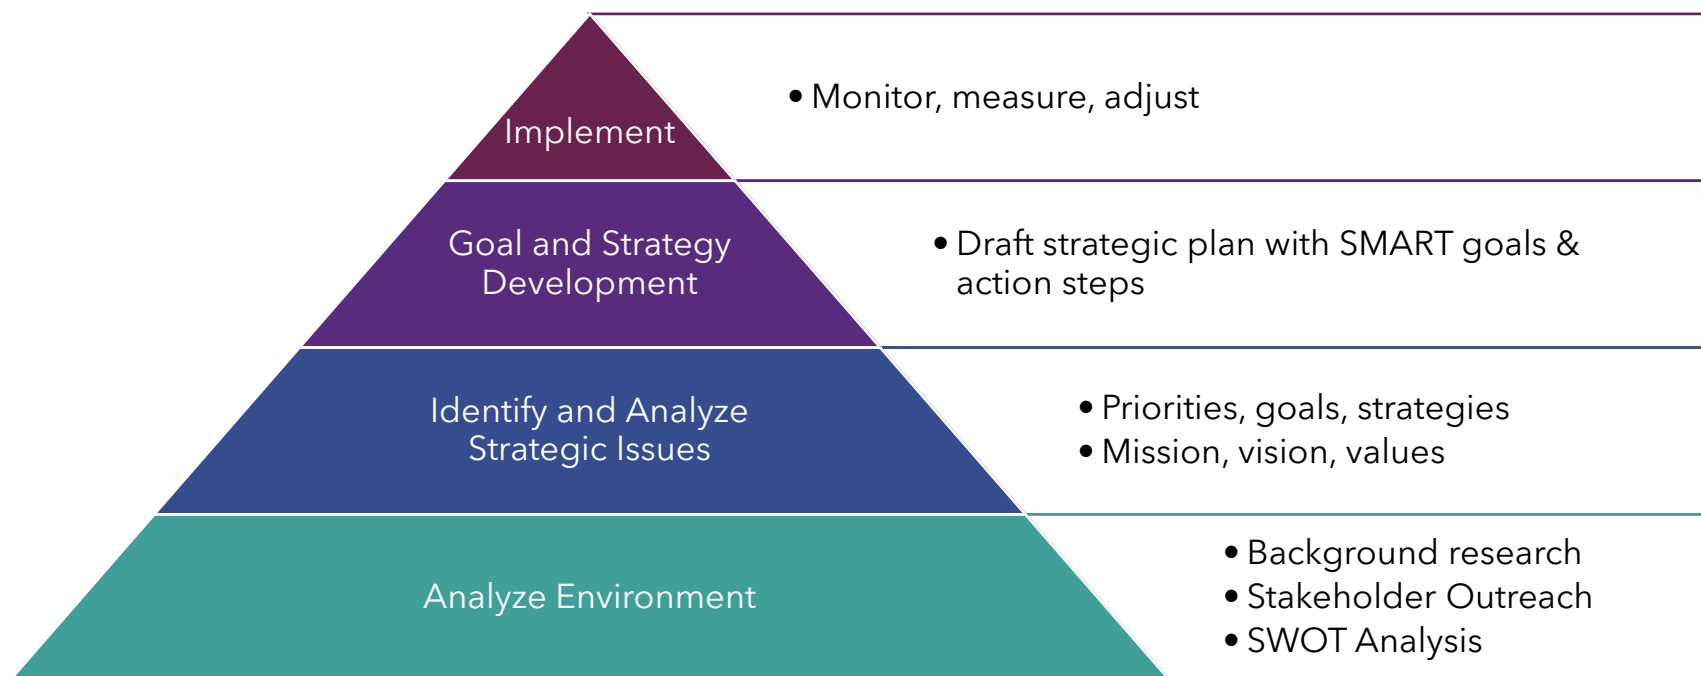 Implement
• Monitor, measure, adjust
Goal and Strategy
Development
• Draft strategic plan with SMART goals &
action steps
Identify and Analyze
Strategic Issues
• Priorities, goals, strategies
• Mission, vision, values
Analyze Environment
• Background research
• Stakeholder Outreach
• SWOT Analysis